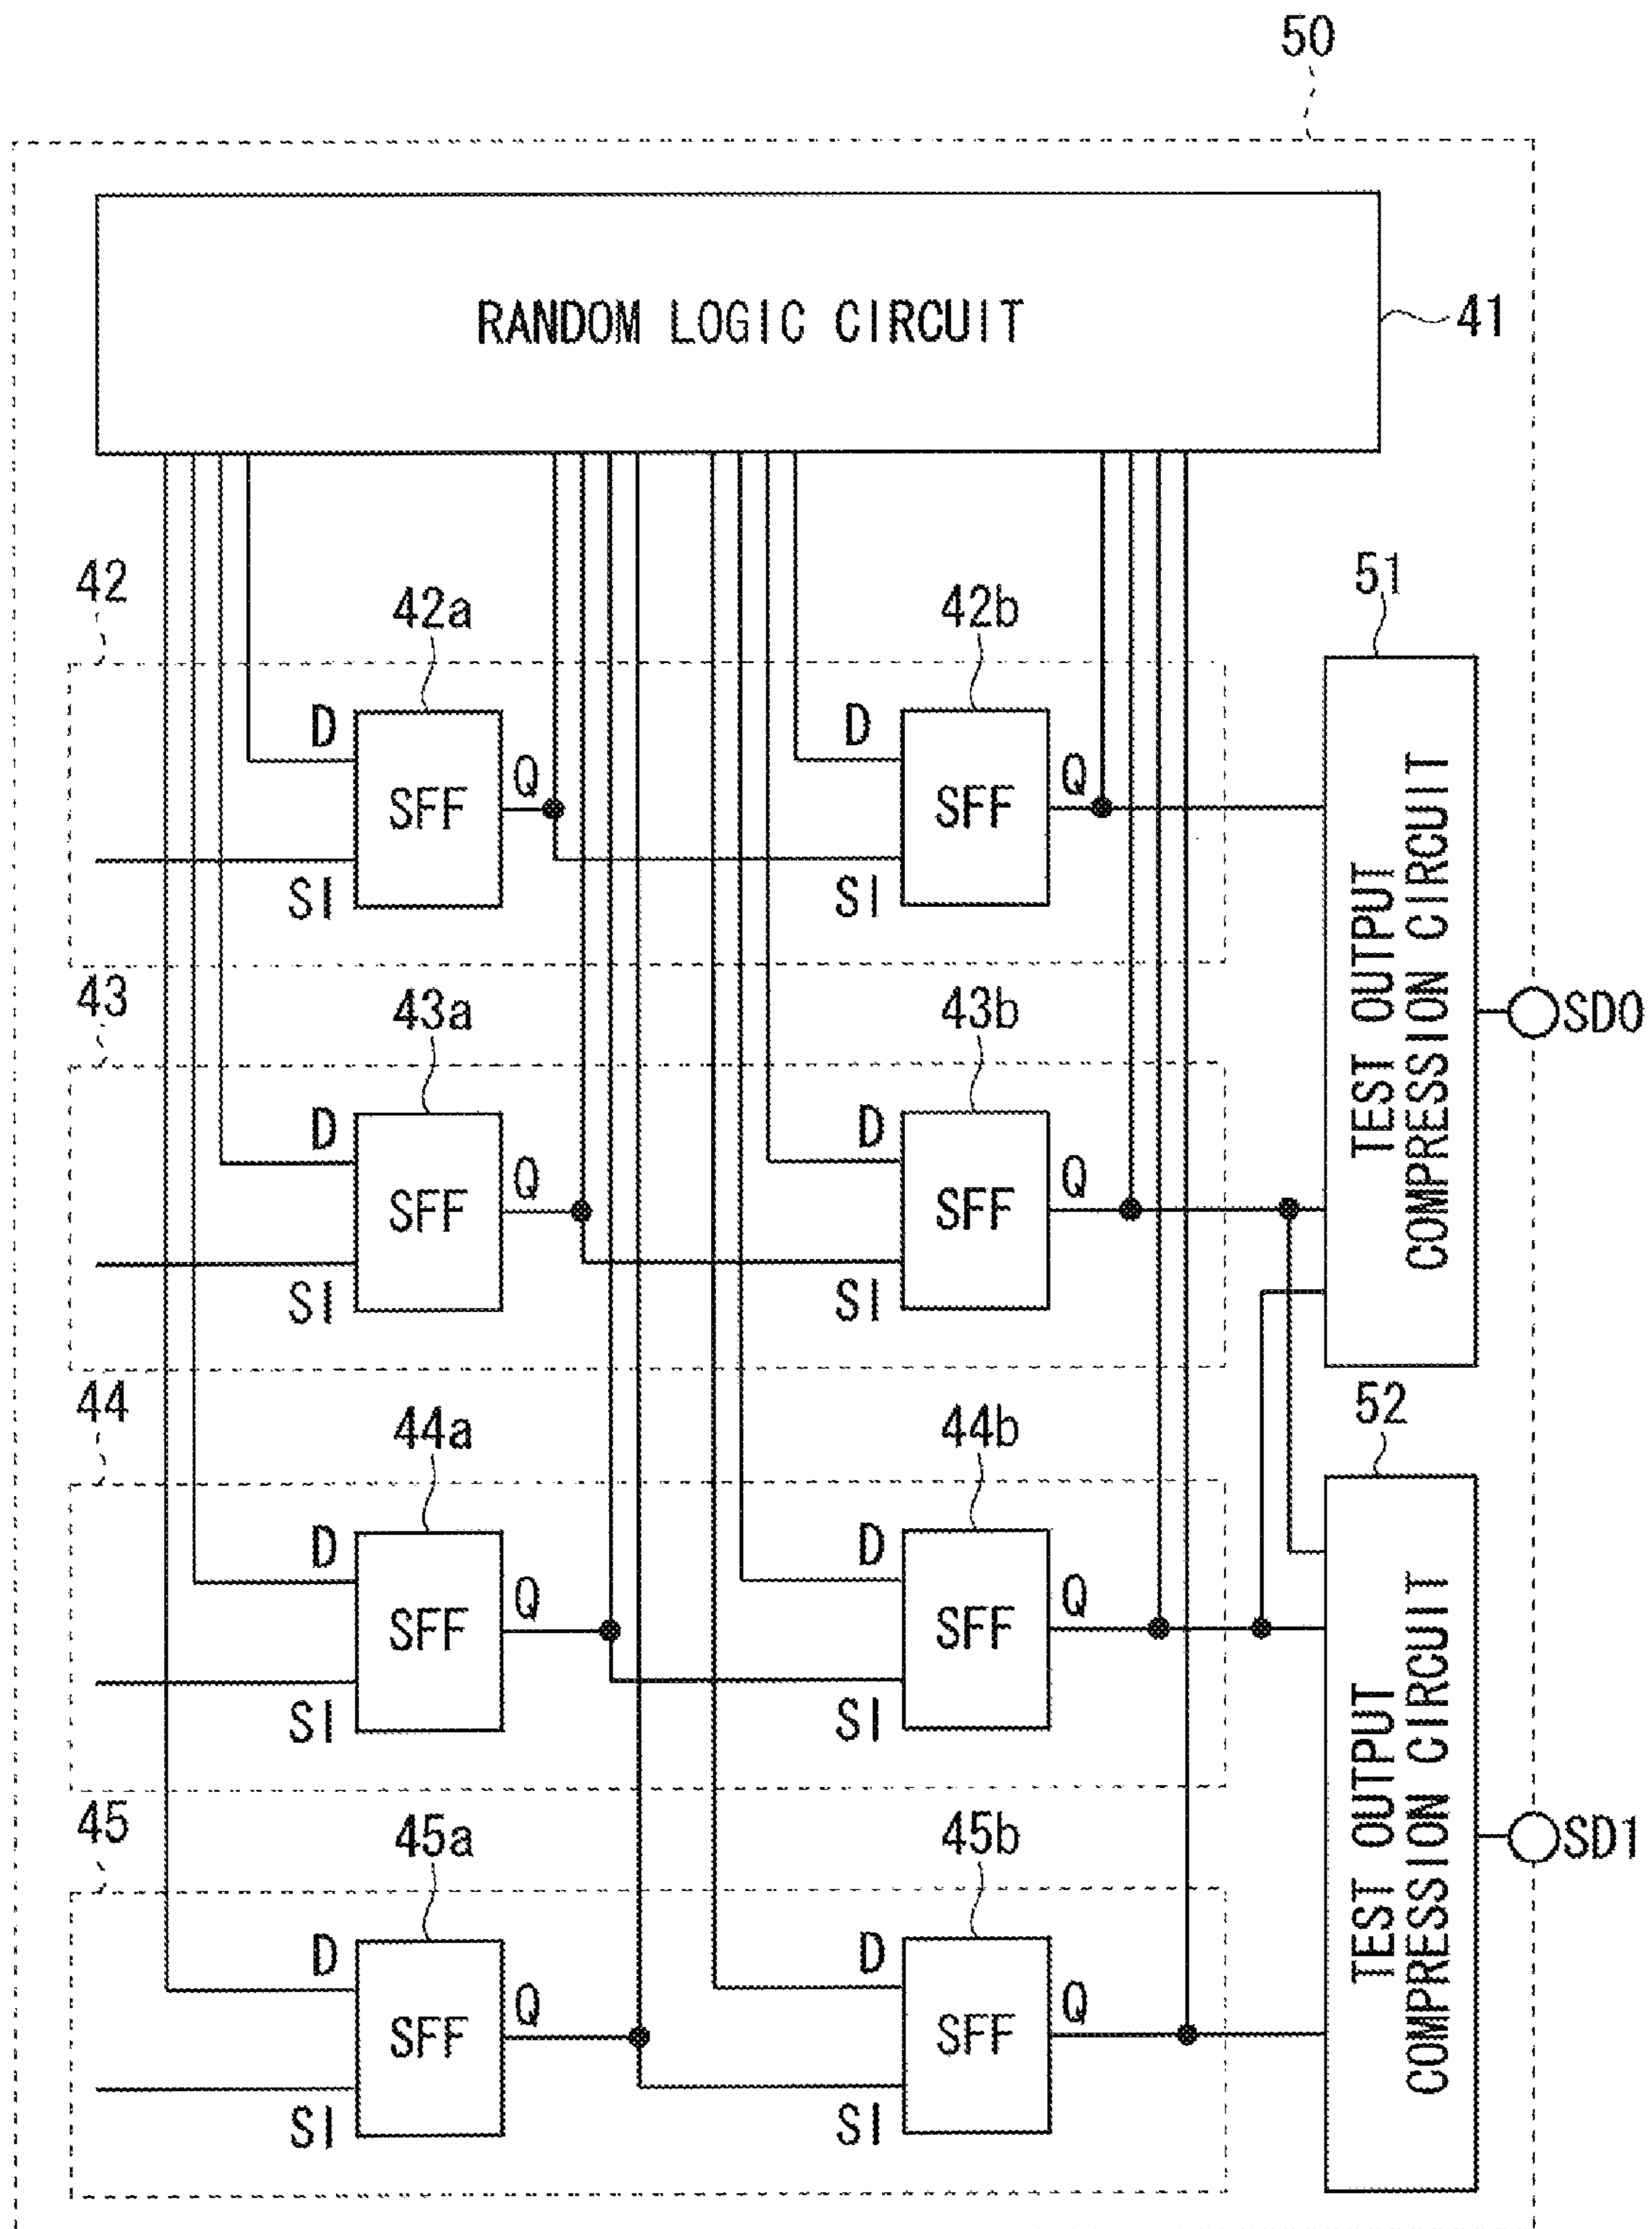 50
RANDOM LOGIC CIRCUIT
41
42
42a
42b
51
D
SFF
Q
SI
D
SFF
Q
SI
TEST OUTPUT
COMPRESSION CIRCUIT
SD0
43
43a
43b
D
SFF
Q
SI
D
SFF
Q
SI
44
44a
44b
52
D
SFF
Q
SI
D
SFF
Q
SI
TEST OUTPUT
COMPRESSION CIRCUIT
SD1
45
45a
45b
D
SFF
Q
SI
D
SFF
Q
SI